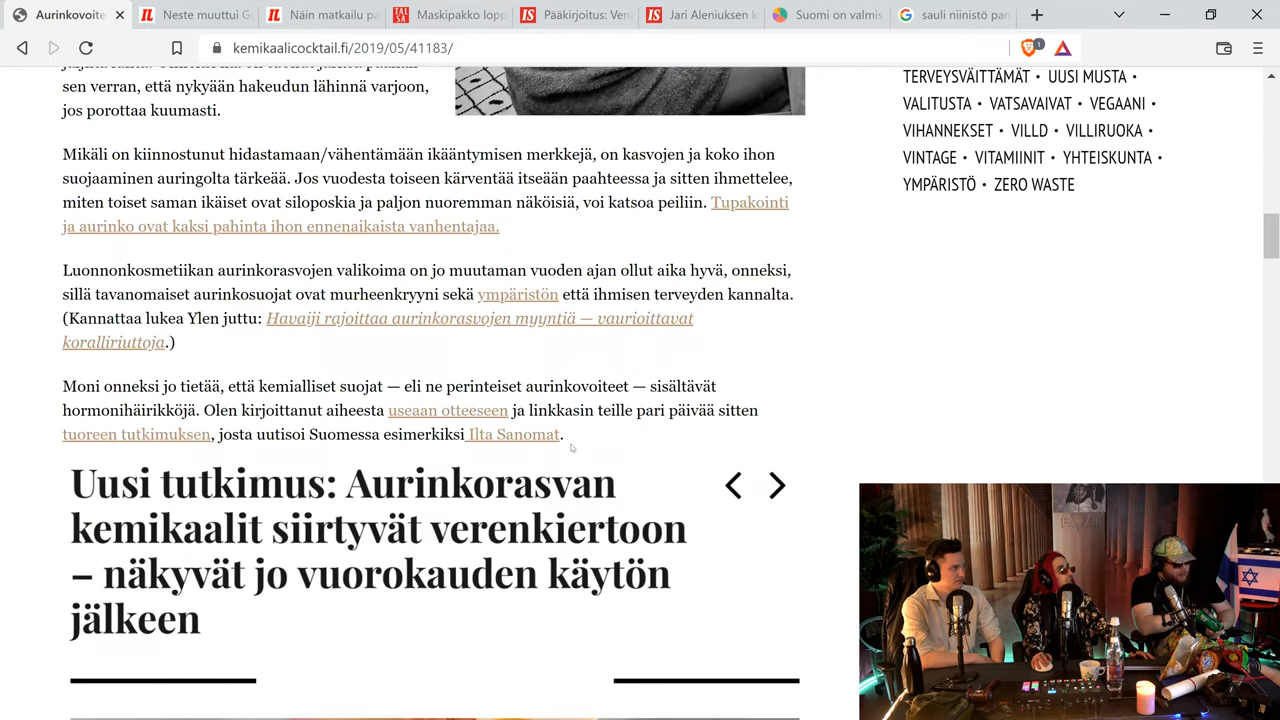 Aurinkovoite
Neste muuttui G
Näin matkailu pa
Maskipakko lopp
Pääkirjoitus: Vena
Jari Aleniuksen k
Suomi on valmis
sauli niinistö pan
kemikaalicocktail.fi/2019/05/41183/
1
sen verran, että nykyään hakeudun lähinnä varjoon,
jos porottaa kuumasti.
Mikäli on kiinnostunut hidastamaan/vähentämään ikääntymisen merkkejä, on kasvojen ja koko ihon
suojaaminen auringolta tärkeää. Jos vuodesta toiseen kärventää itseään paahteessa ja sitten ihmettelee,
miten toiset saman ikäiset ovat siloposkia ja paljon nuoremman näköisiä, voi katsoa peiliin. Tupakointi
ja aurinko ovat kaksi pahinta ihon ennenaikaista vanhentajaa.
Luonnonkosmetiikan aurinkorasvojen valikoima on jo muutaman vuoden ajan ollut aika hyvä, onneksi,
sillä tavanomaiset aurinkosuojat ovat murheenkryyni sekä ympäristön että ihmisen terveyden kannalta.
(Kannattaa lukea Ylen juttu: Havaiji rajoittaa aurinkorasvojen myyntiä — vaurioittavat
koralliriuttoja.)
Moni onneksi jo tietää, että kemialliset suojat — eli ne perinteiset aurinkovoiteet — sisältävät
hormonihäirikköjä. Olen kirjoittanut aiheesta useaan otteeseen ja linkkasin teille pari päivää sitten
tuoreen tutkimuksen, josta uutisoi Suomessa esimerkiksi Ilta Sanomat.
Uusi tutkimus: Aurinkorasvan
kemikaalit siirtyvät verenkiertoon
– näkyvät jo vuorokauden käytön
jälkeen
TERVEYSVÄITTÄMÄT • UUSI MUSTA •
VALITUSTA • VATSAVAIVAT • VEGAANI •
VIHANNEKSET • VILLD • VILLIRUOKA •
VINTAGE • VITAMIINIT • YHTEISKUNTA •
YMPÄRISTÖ • ZERO WASTE